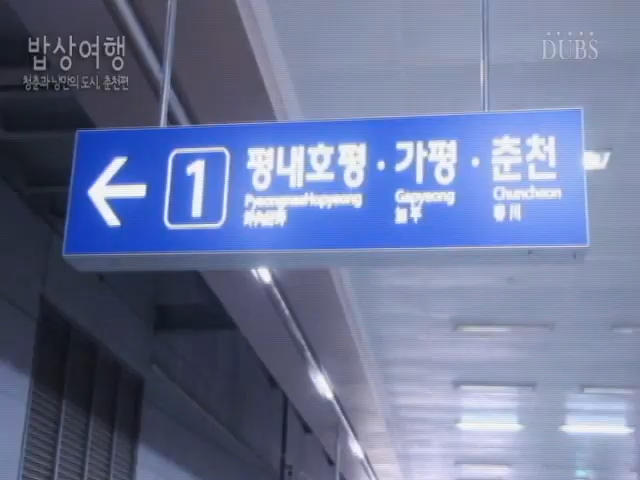 밥상여행
청춘과 낭만의 도시, 춘천편
DUBS
1 평내호평 · 가평 · 춘천
PyeongnaeHopyeong Gapyeong Chuncheon
加平 春川